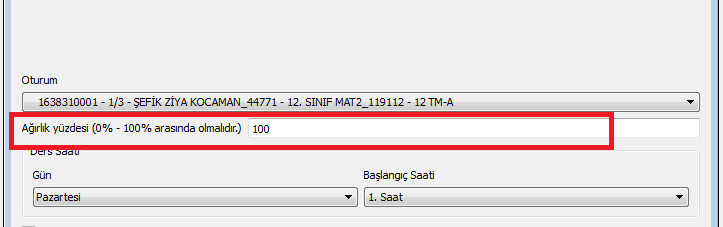 Oturum
1638310001 - 1/3 - ŞEFİK ZİYA KOCAMAN_44771 - 12. SINIF MAT2_119112 - 12 TM-A
Ağırlık yüzdesi (0% - 100% arasında olmalıdır.) 100
Ders Saati
Gün Başlangıç Saati
Pazartesi 1. Saat